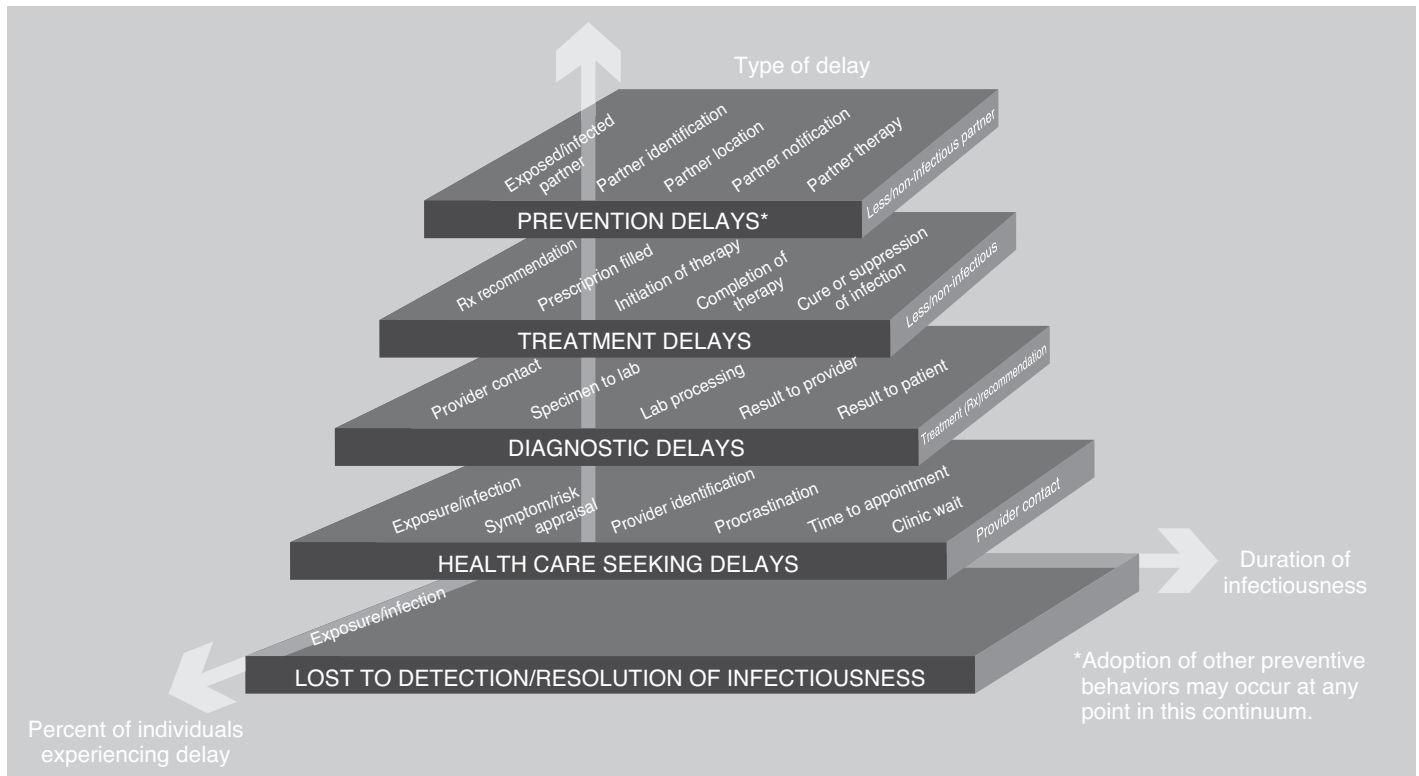 Type of delay
Exposed/infected
partner
Partner identification
Partner location
Partner notification
Partner therapy
Less/non-infectious partner
PREVENTION DELAYS*
Rx recommendation
Prescriprion filled
Initiation of therapy
Completion of
therapy
Cure or suppression
of infection
Less/non-infectious
TREATMENT DELAYS
Provider contact
Specimen to lab
Lab processing
Result to provider
Result to patient
Treatment (Rx)recommendation
DIAGNOSTIC DELAYS
Exposure/infection
Symptom/risk
appraisal
Provider identification
Procrastination
Time to appointment
Clinic wait
Provider contact
HEALTH CARE SEEKING DELAYS
Duration of
infectiousness
Exposure/infection
LOST TO DETECTION/RESOLUTION OF INFECTIOUSNESS
*Adoption of other preventive
behaviors may occur at any
point in this continuum.
Percent of individuals
experiencing delay